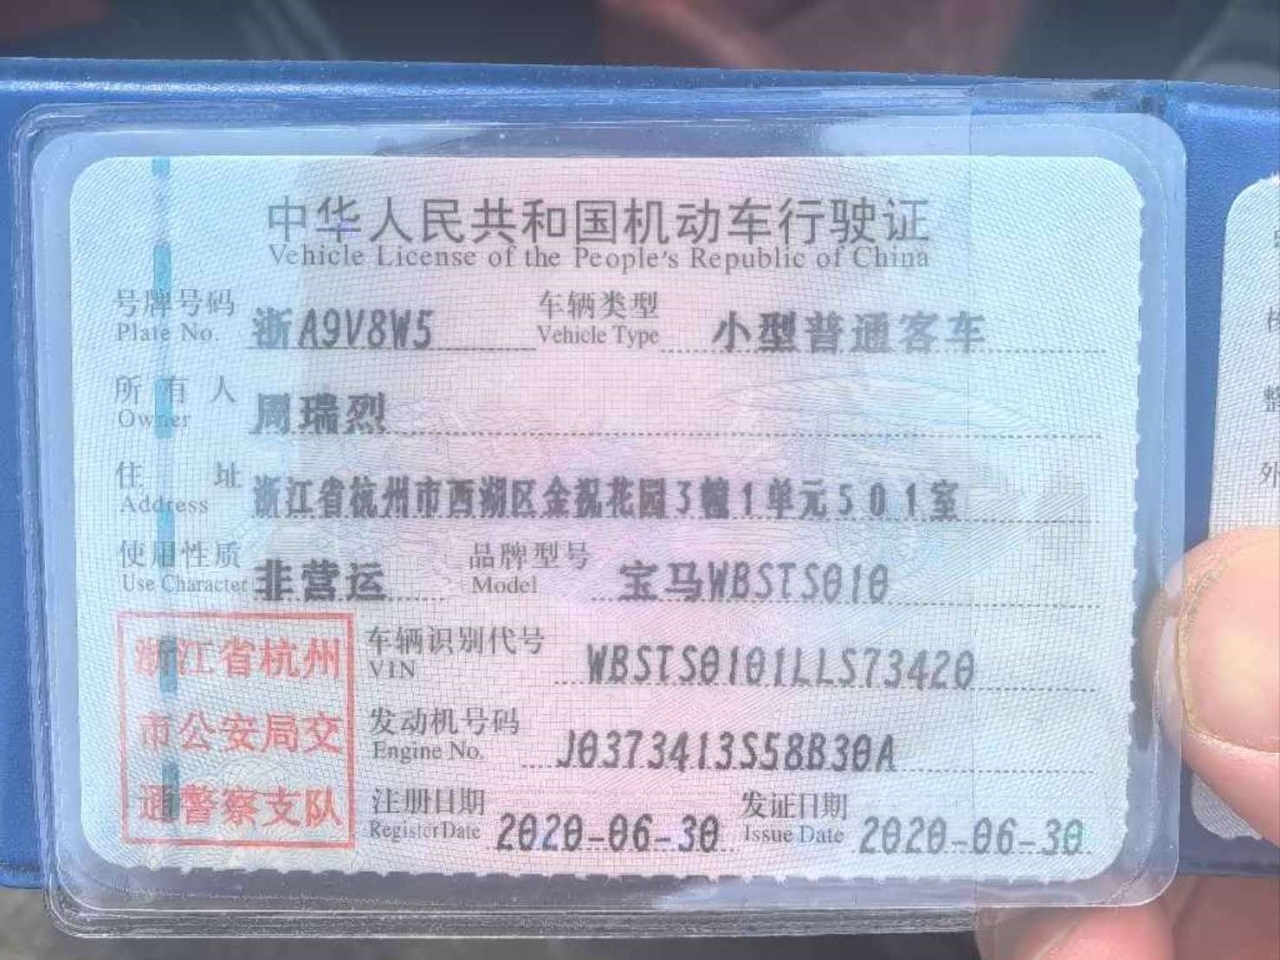 中华人民共和国机动车行驶证
Vehicle License of the People's Republic of China
号牌号码 浙A9V8W5 车辆类型 小型普通客车
Plate No. Vehicle Type
所有人 周瑞烈
Owner
住址 浙江省杭州市西湖区金祝花园3幢1单元501室
Address
使用性质 非营运 品牌型号 宝马WBSTS010
Use Character Model
浙江省杭州市公安局交通警察支队
车辆识别代号 WBSTS0101LLS73420
VIN
发动机号码 J0373413S58B30A
Engine No.
注册日期 2020-06-30 发证日期 2020-06-30
Register Date Issue Date
整
外